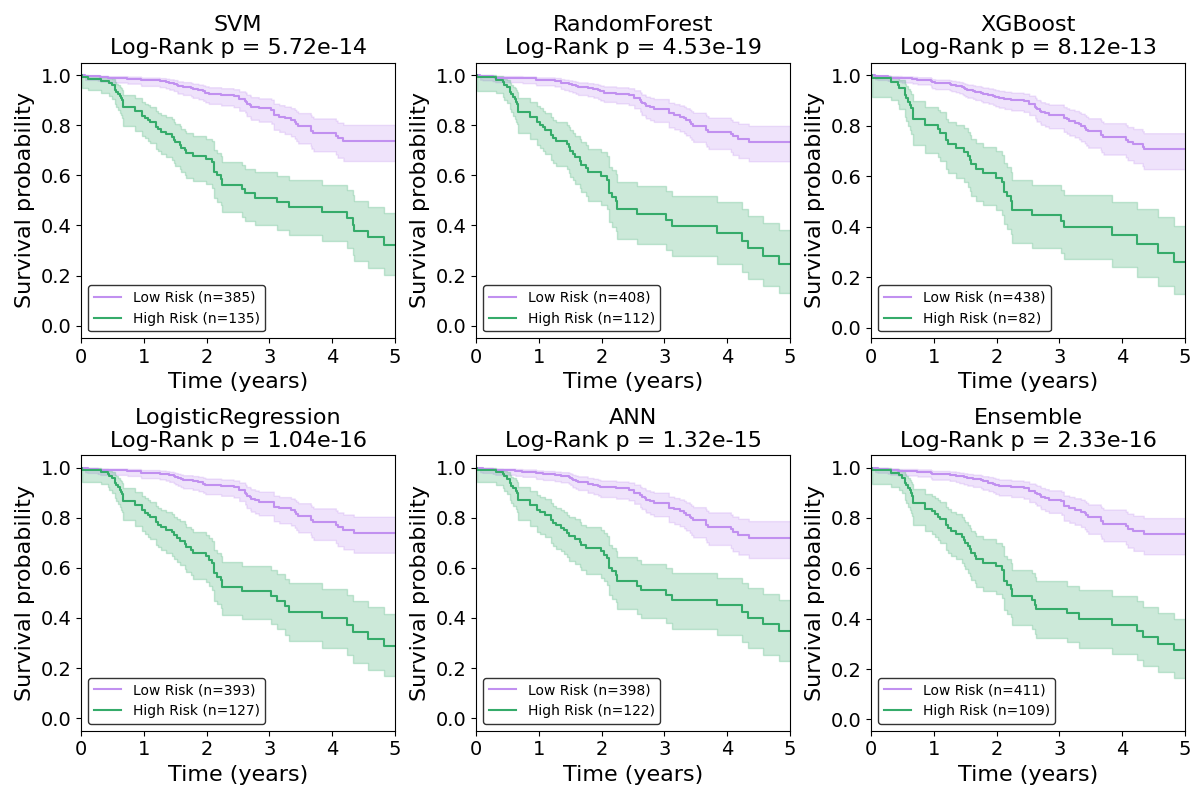 SVM
Log-Rank p = 5.72e-14
Survival probability
1.0
0.8
0.6
0.4
0.2
0.0
Low Risk (n=385)
High Risk (n=135)
0 1 2 3 4 5
Time (years)
RandomForest
Log-Rank p = 4.53e-19
Survival probability
1.0
0.8
0.6
0.4
0.2
0.0
Low Risk (n=408)
High Risk (n=112)
0 1 2 3 4 5
Time (years)
XGBoost
Log-Rank p = 8.12e-13
Survival probability
1.0
0.8
0.6
0.4
0.2
0.0
Low Risk (n=438)
High Risk (n=82)
0 1 2 3 4 5
Time (years)
LogisticRegression
Log-Rank p = 1.04e-16
Survival probability
1.0
0.8
0.6
0.4
0.2
0.0
Low Risk (n=393)
High Risk (n=127)
0 1 2 3 4 5
Time (years)
ANN
Log-Rank p = 1.32e-15
Survival probability
1.0
0.8
0.6
0.4
0.2
0.0
Low Risk (n=398)
High Risk (n=122)
0 1 2 3 4 5
Time (years)
Ensemble
Log-Rank p = 2.33e-16
Survival probability
1.0
0.8
0.6
0.4
0.2
0.0
Low Risk (n=411)
High Risk (n=109)
0 1 2 3 4 5
Time (years)